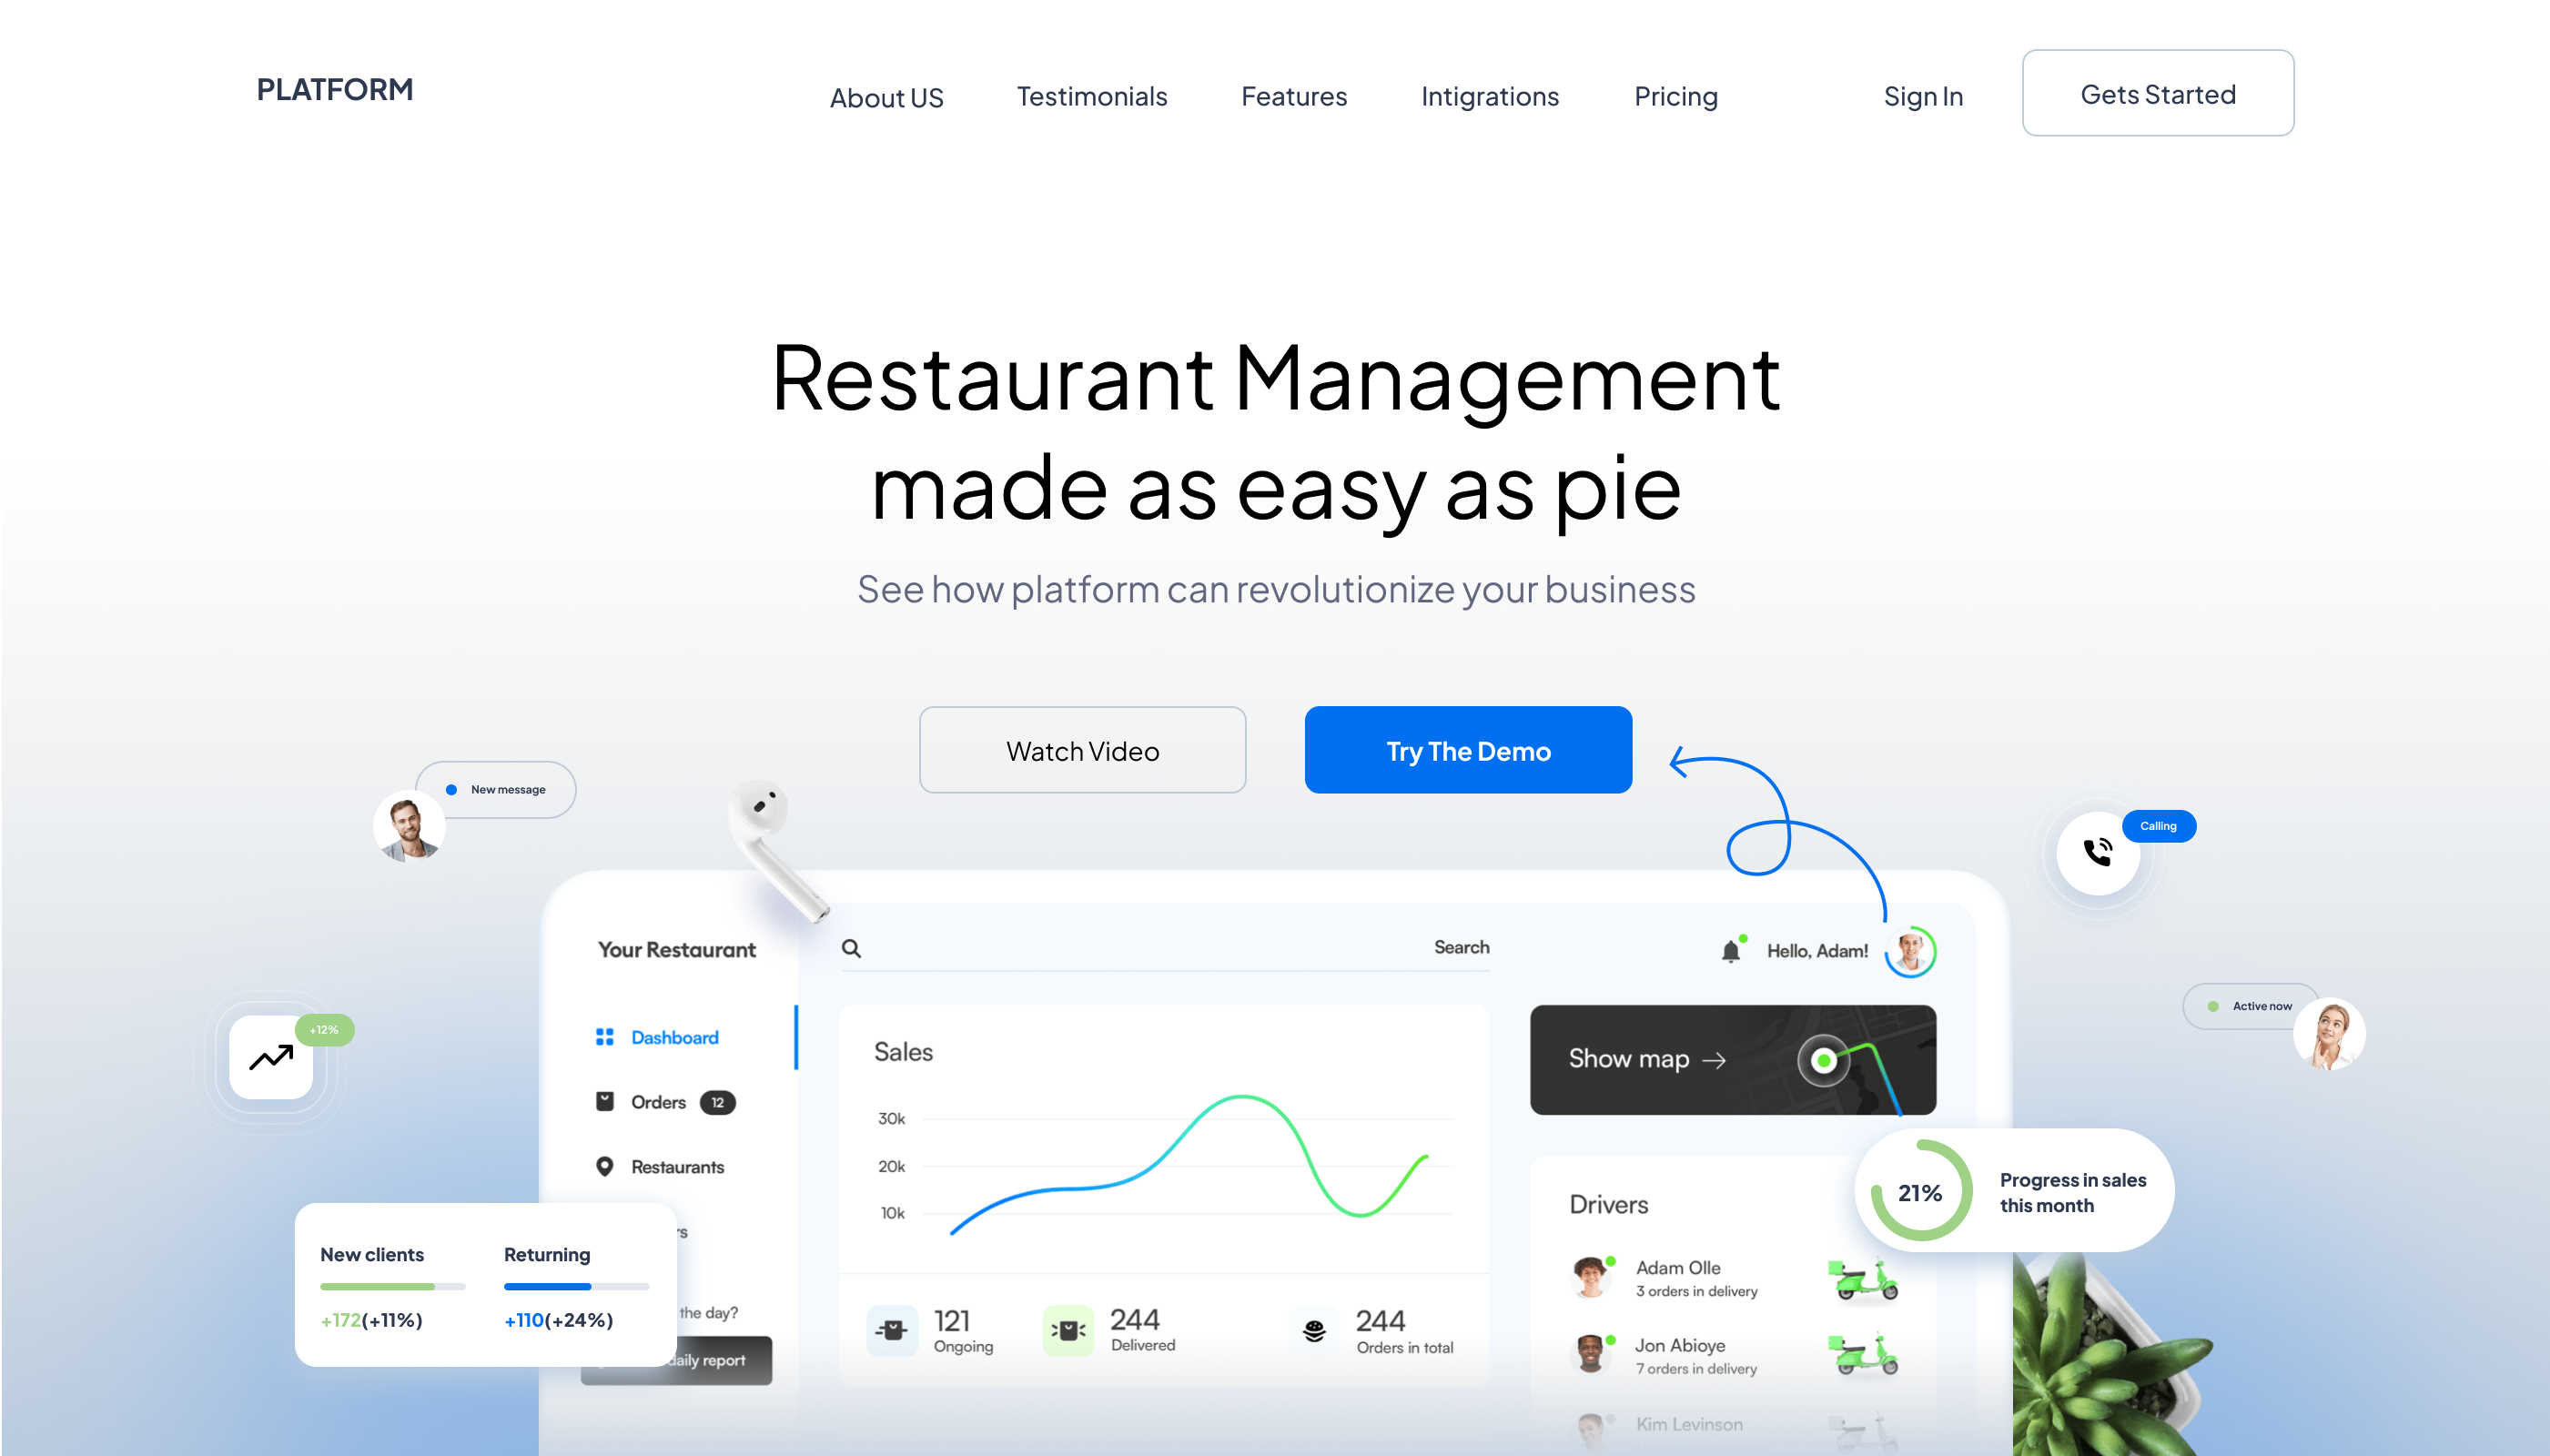 PLATFORM
About US
Testimonials
Features
Intigrations
Pricing
Sign In
Gets Started
Restaurant Management
made as easy as pie
See how platform can revolutionize your business
Watch Video
Try The Demo
New message
Calling
Your Restaurant
Search
Hello, Adam!
Active now
+12%
Dashboard
Orders 12
Restaurants
rs
the day?
daily report
Sales
30k
20k
10k
121
Ongoing
244
Delivered
244
Orders in total
Show map
Drivers
Adam Olle
3 orders in delivery
Jon Abioye
7 orders in delivery
Kim Levinson
21%
Progress in sales
this month
New clients
+172(+11%)
Returning
+110(+24%)